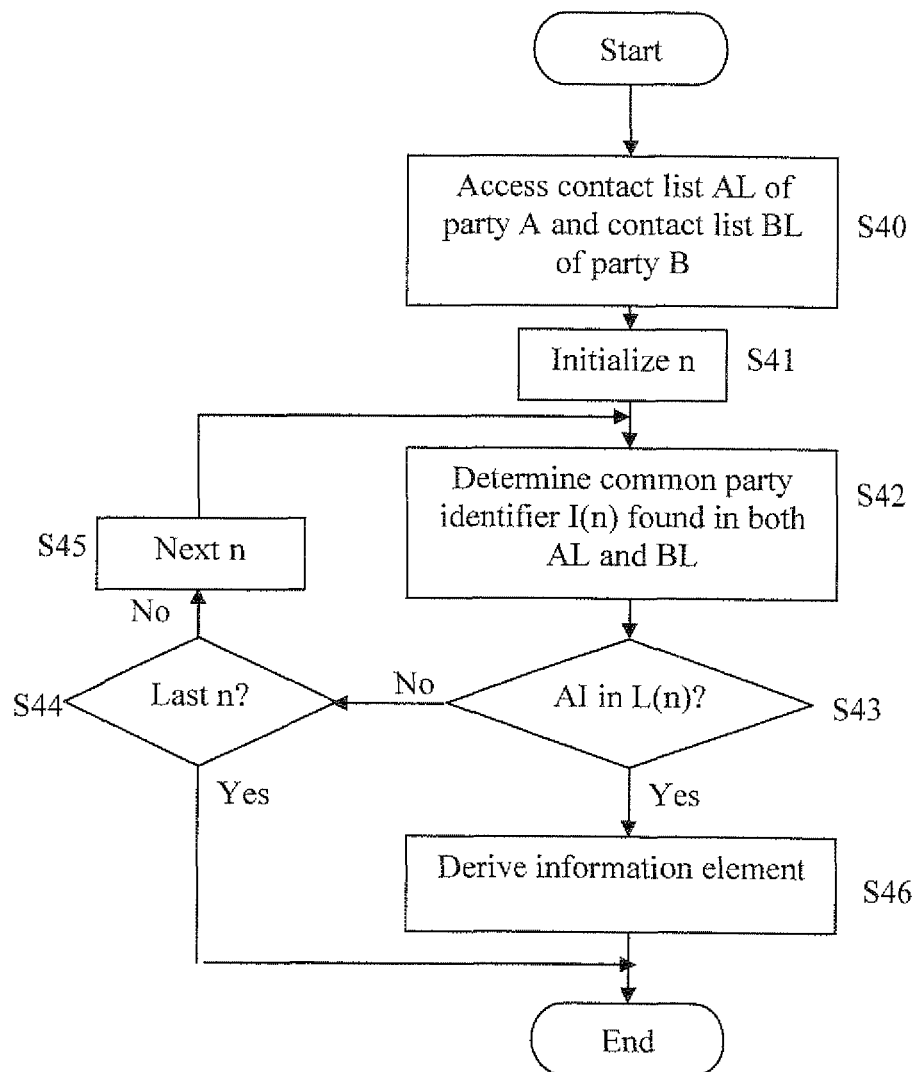 Start
Access contact list AL of
party A and contact list BL
of party B
S40
Initialize n
S41
Determine common party
identifier I(n) found in both
AL and BL
S42
S45
Next n
No
S44
Last n?
No
AI in L(n)?
S43
Yes
Yes
Derive information element
S46
End